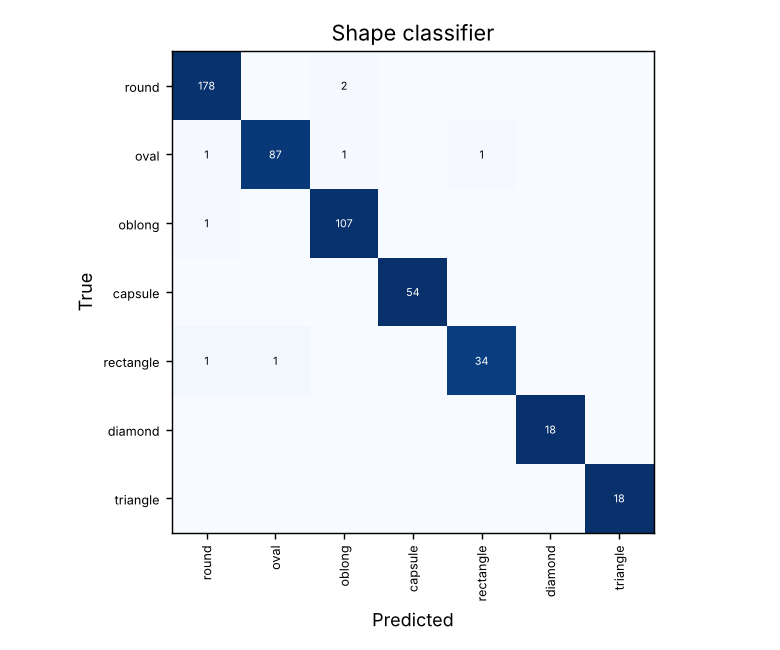 Shape classifier
True
round 178 2
oval 1 87 1 1
oblong 1 107
capsule 54
rectangle 1 1 34
diamond 18
triangle 18
round oval oblong capsule rectangle diamond triangle
Predicted